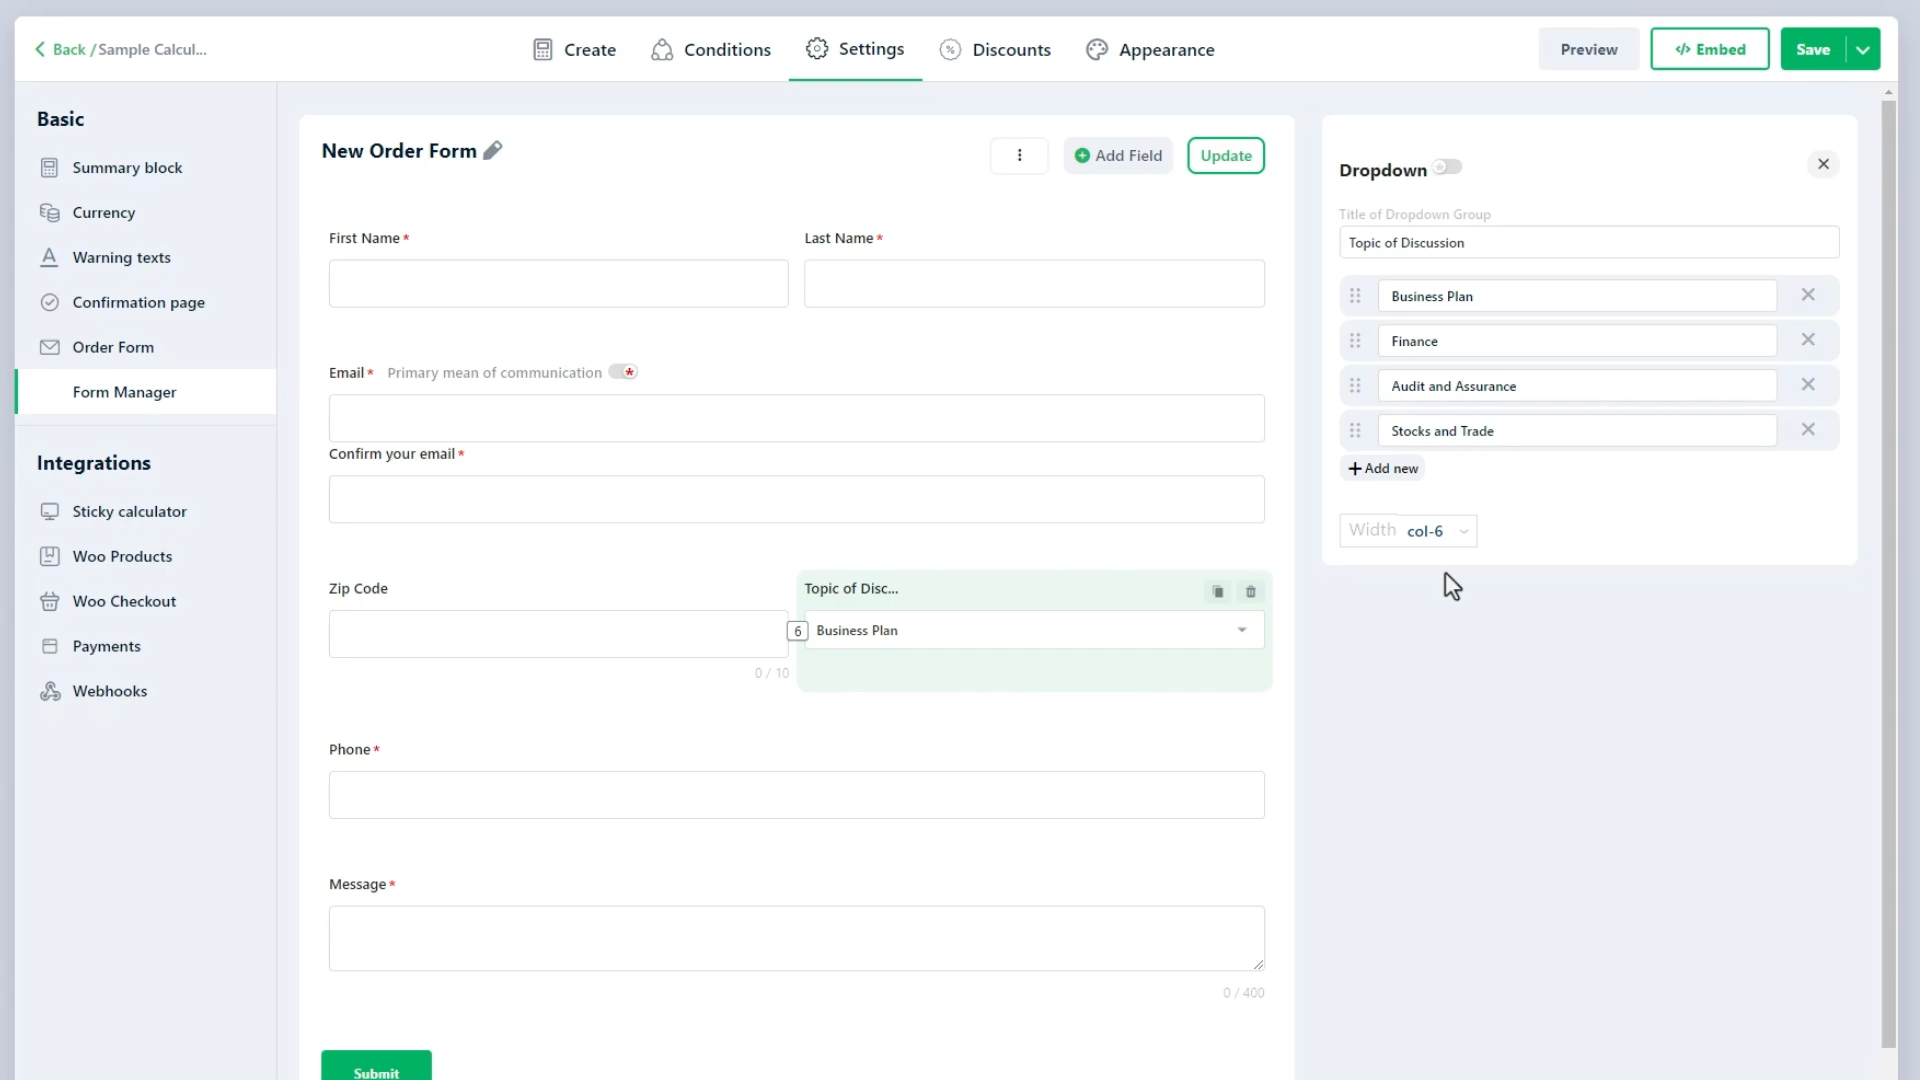 Back / Sample Calcul...
Create
Conditions
Settings
Discounts
Appearance
Preview
</> Embed
Save
Basic
Summary block
Currency
Warning texts
Confirmation page
Order Form
Form Manager
Integrations
Sticky calculator
Woo Products
Woo Checkout
Payments
Webhooks
New Order Form
Add Field
Update
First Name *
Last Name *
Email * Primary mean of communication *
Confirm your email *
Zip Code
0 / 10
Topic of Disc...
6
Business Plan
Phone *
Message *
0 / 400
Submit
Dropdown
Title of Dropdown Group
Topic of Discussion
Business Plan
Finance
Audit and Assurance
Stocks and Trade
+ Add new
Width col-6